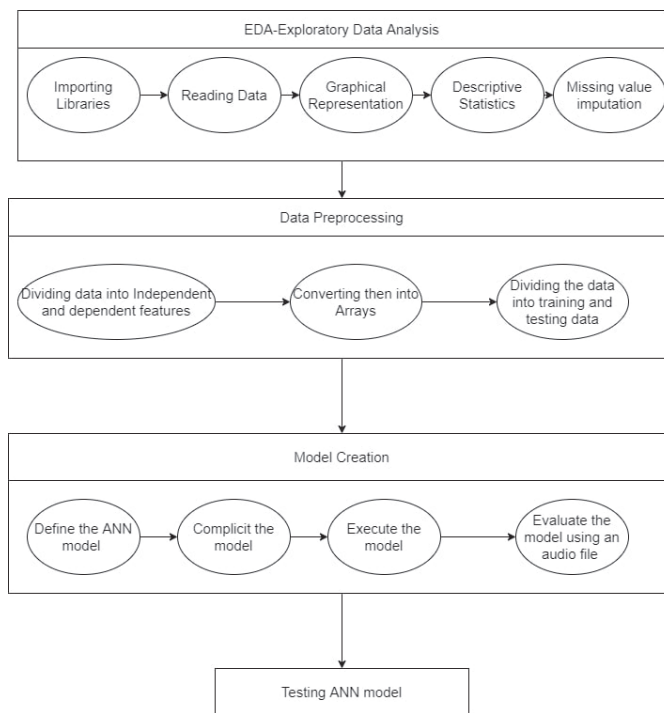 EDA-Exploratory Data Analysis
Importing
Libraries
Reading Data
Graphical
Representation
Descriptive
Statistics
Missing value
imputation
Data Preprocessing
Dividing data into Independent
and dependent features
Converting then into
Arrays
Dividing the data
into training and
testing data
Model Creation
Define the ANN
model
Complicit the
model
Execute the
model
Evaluate the
model using an
audio file
Testing ANN model